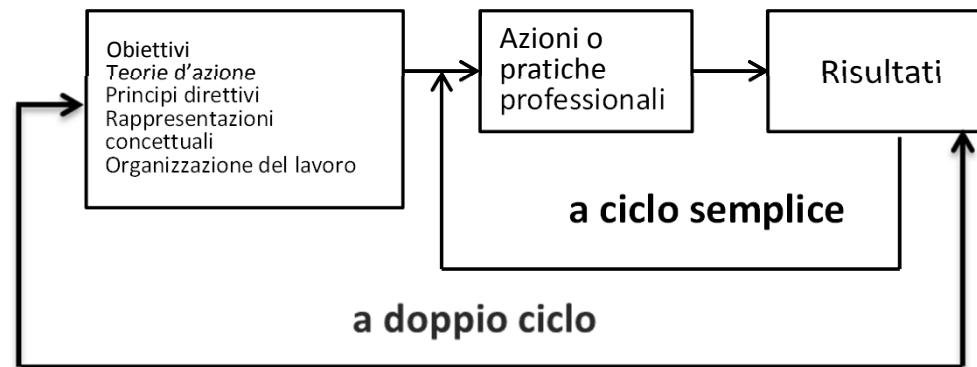 Obiettivi
Teorie d'azione
Principi direttivi
Rappresentazioni
concettuali
Organizzazione del lavoro
Azioni o
pratiche
professionali
Risultati
a ciclo semplice
a doppio ciclo